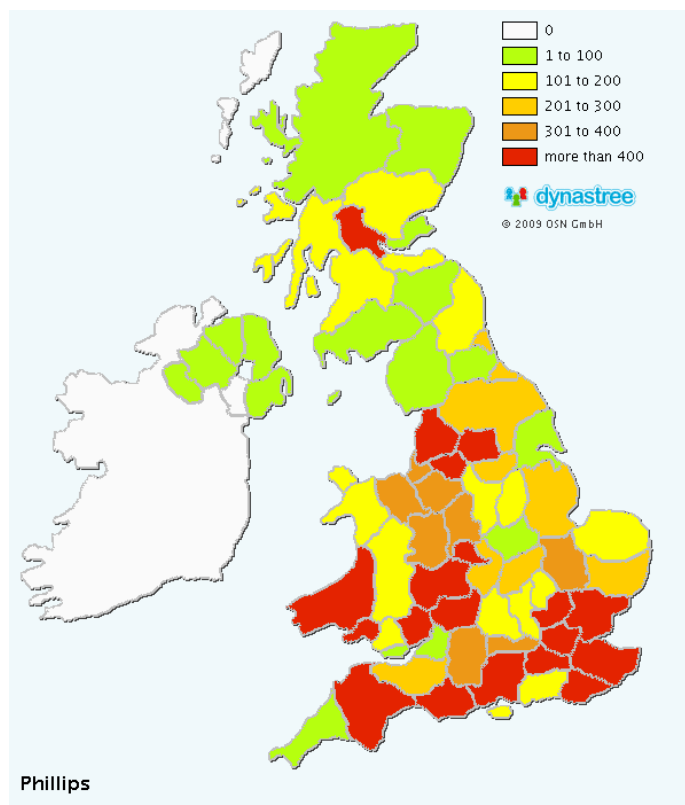 0
1 to 100
101 to 200
201 to 300
301 to 400
more than 400
dynastree
© 2009 OSN GmbH
Phillips